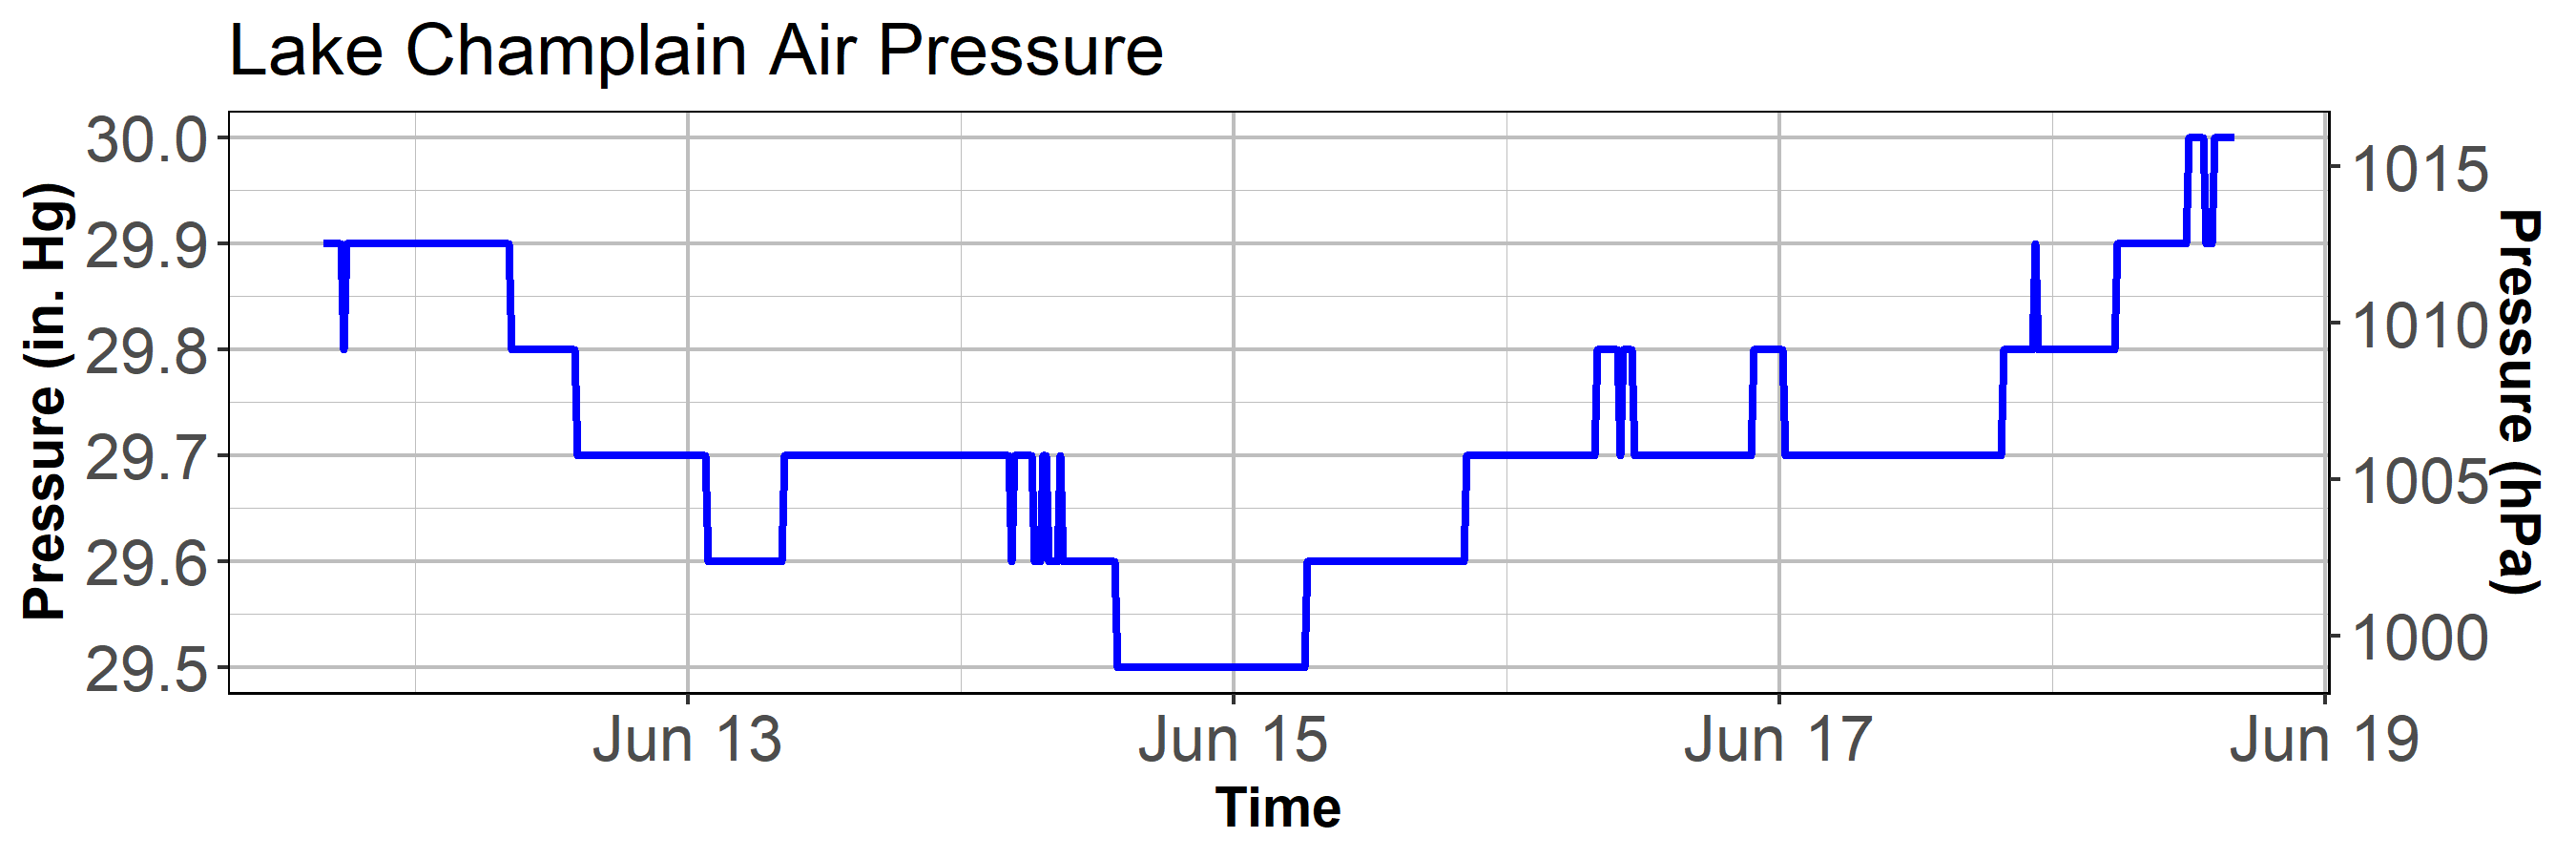 Lake Champlain Air Pressure
Pressure (in. Hg)
30.0
29.9
29.8
29.7
29.6
29.5
1015
1010
1005
1000
Pressure (hPa)
Jun 13
Jun 15
Jun 17
Jun 19
Time